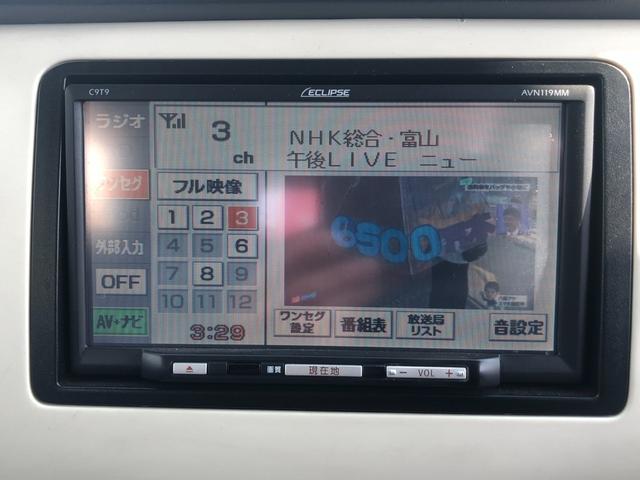 C9T9
ECLIPSE
AVN119MM
ラジオ
3
ch
NHK総合・富山
午後LIVE ニュー
ワンセグ
フル映像
1 2 3
4 5 6
7 8 9
10 11 12
外部入力
OFF
AV→ナビ
3:29
6500
ワンセグ
設定
番組表
放送局
リスト
音設定
画質
現在地
− VOL +